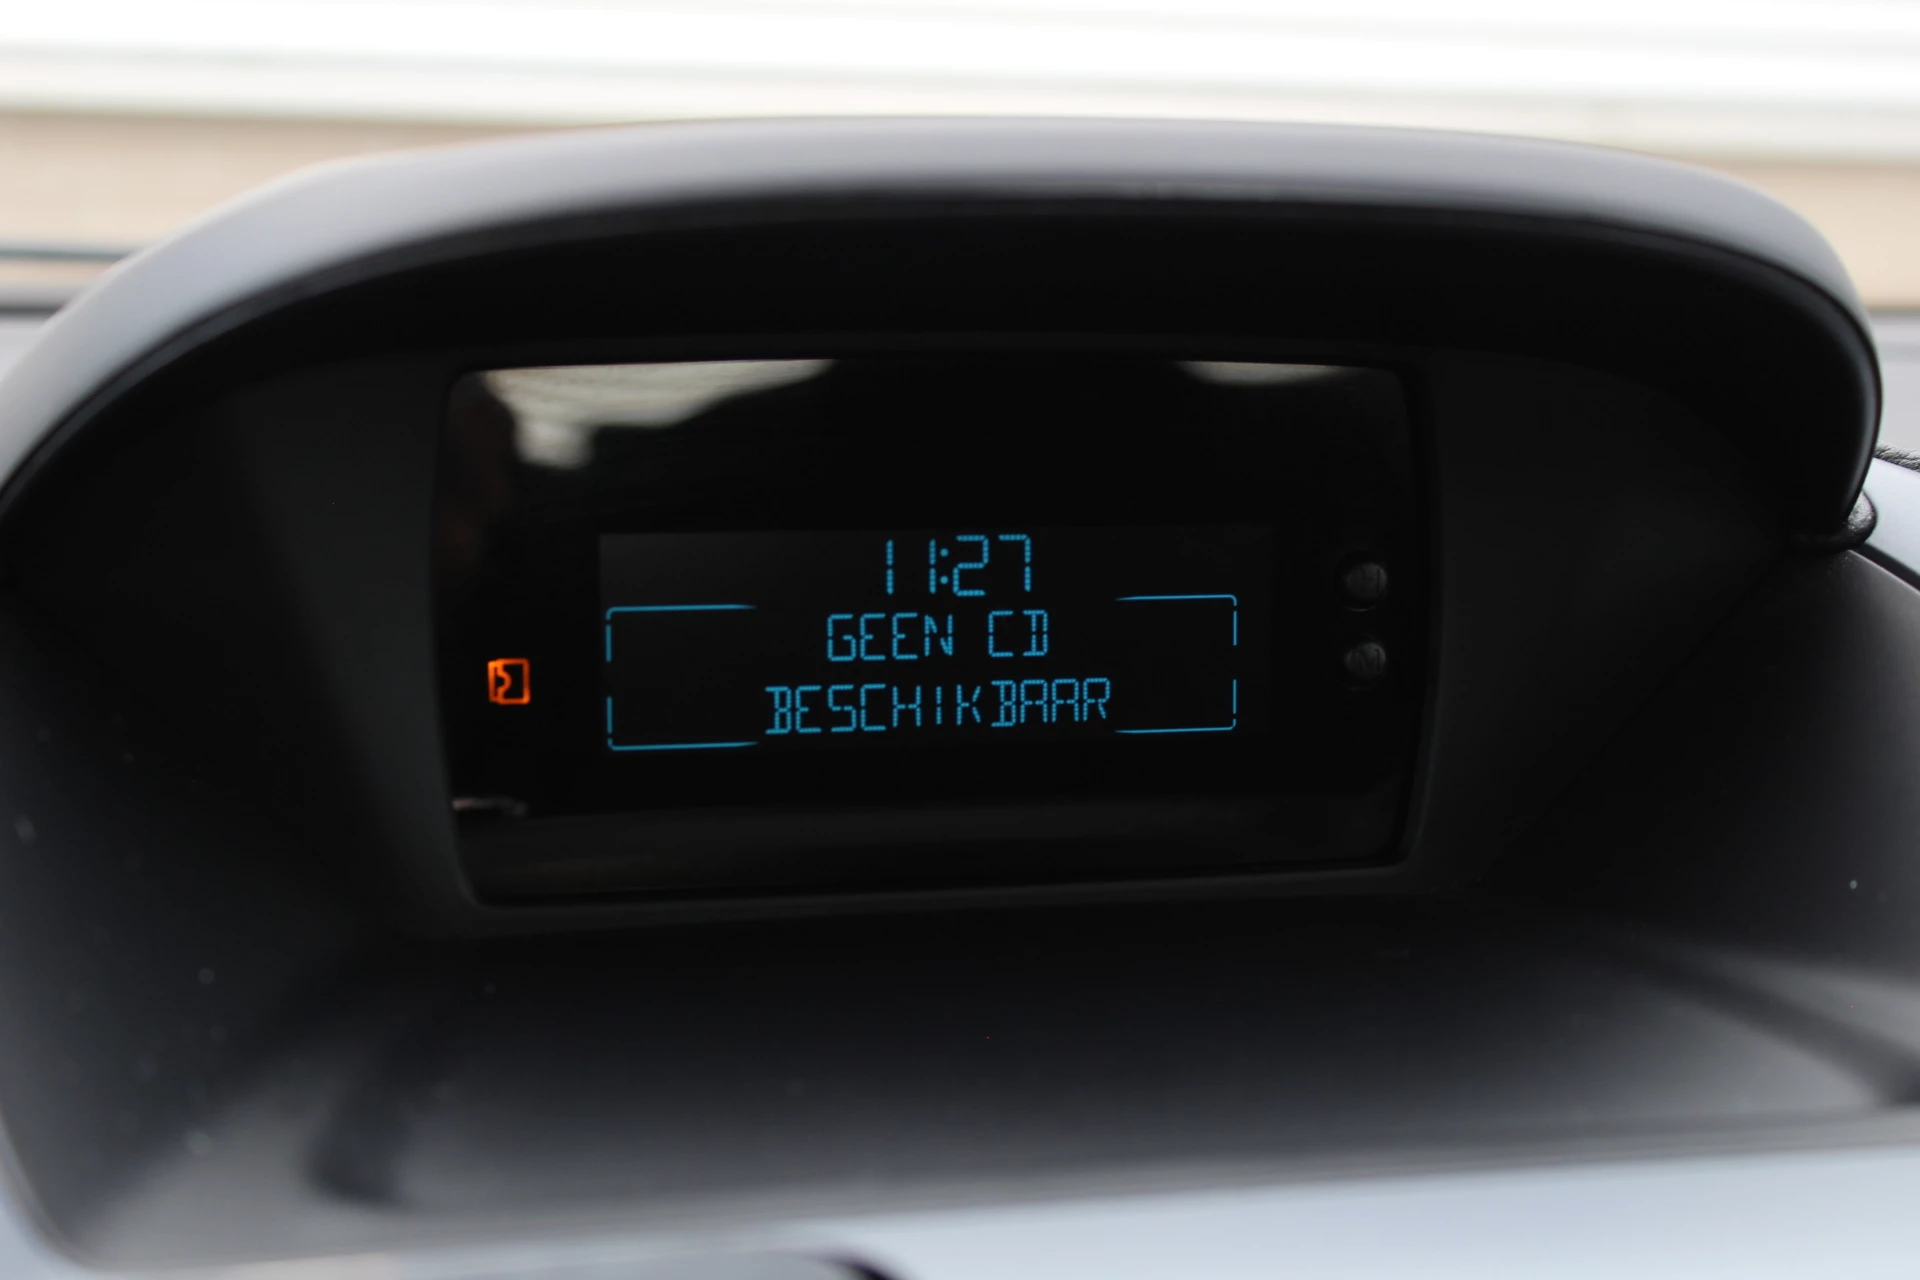 11:27
GEEN CD
BESCHIKBAAR
H
M